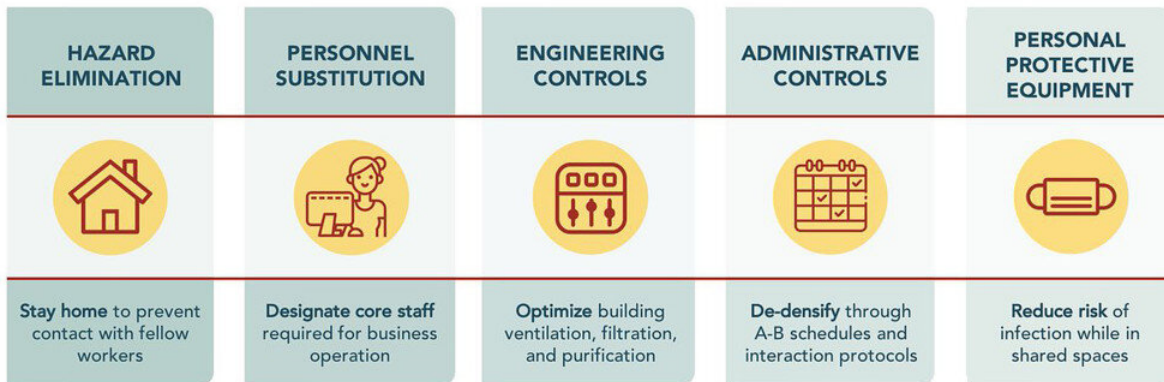 HAZARD
ELIMINATION
PERSONNEL
SUBSTITUTION
ENGINEERING
CONTROLS
ADMINISTRATIVE
CONTROLS
PERSONAL
PROTECTIVE
EQUIPMENT
Stay home to prevent
contact with fellow
workers
Designate core staff
required for business
operation
Optimize building
ventilation, filtration,
and purification
De-densify through
A-B schedules and
interaction protocols
Reduce risk of
infection while in
shared spaces